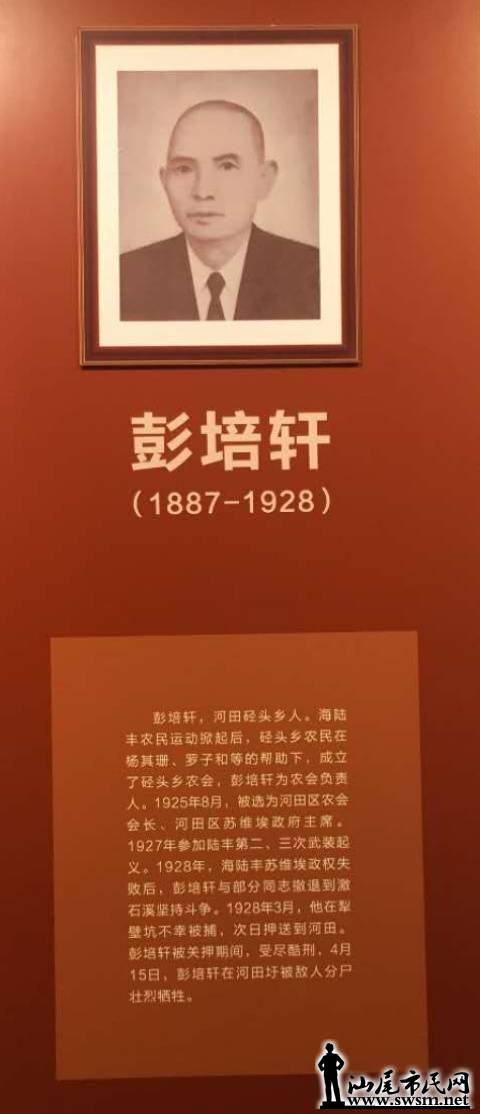 彭培轩
(1887-1928)
彭培轩，河田硁头乡人。海陆
丰农民运动掀起后，硁头乡农民在
杨其珊、罗子和等的帮助下，成立
了硁头乡农会，彭培轩为农会负责
人。1925年8月，被选为河田区农会
会长、河田区苏维埃政府主席。
1927年参加陆丰第二、三次武装起
义。1928年，海陆丰苏维埃政权失
败后，彭培轩与部分同志撤退到激
石溪坚持斗争。1928年3月，他在犁
壁坑不幸被捕，次日押送到河田。
彭培轩被关押期间，受尽酷刑，4月
15日，彭培轩在河田圩被敌人分尸
壮烈牺牲。
汕尾市民网
www.swsm.net